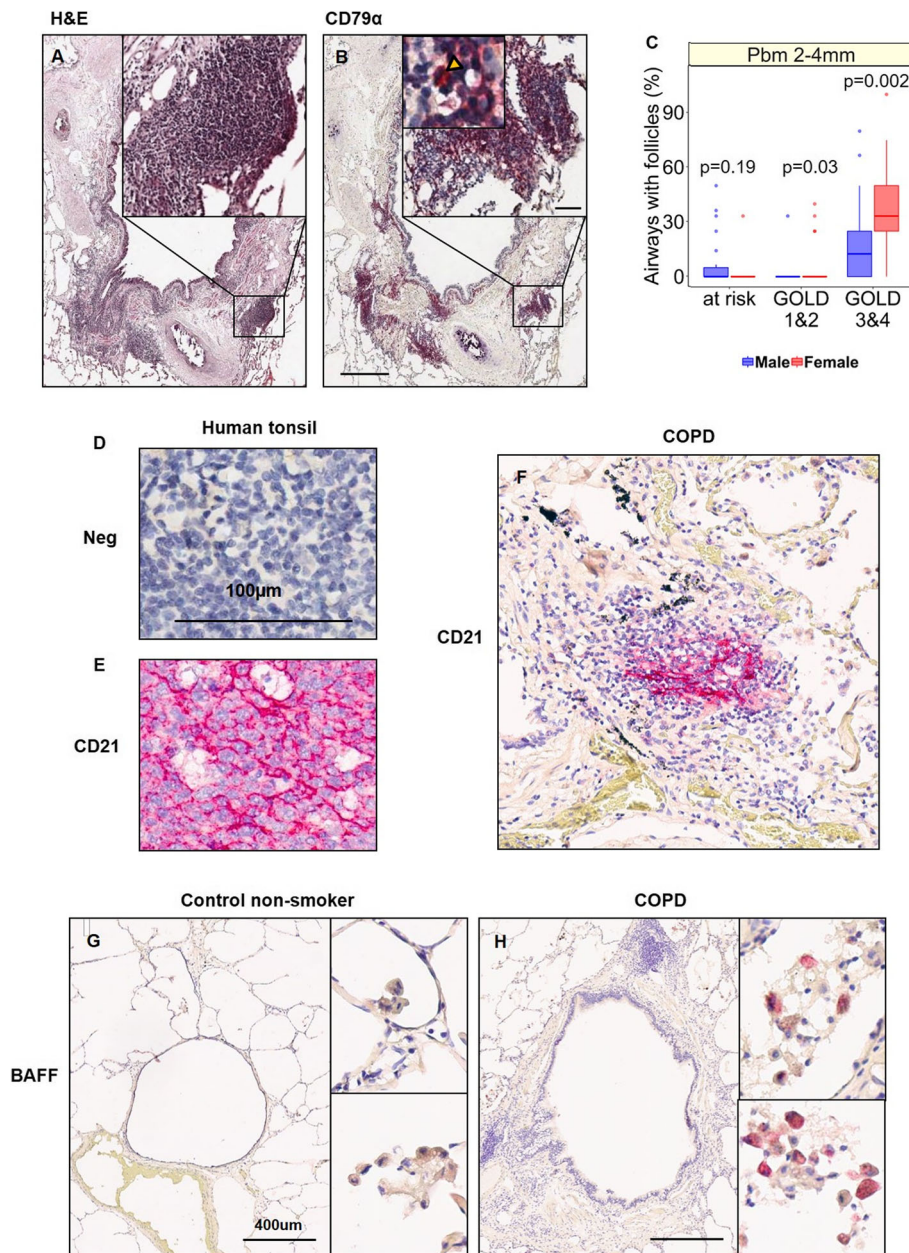 H&E
CD79α
A
B
C
Pbm 2-4mm
Airways with follicles (%)
90
60
30
0
p=0.19
p=0.03
p=0.002
at risk
GOLD
1&2
GOLD
3&4
Male
Female
Human tonsil
D
Neg
100µm
E
CD21
COPD
F
CD21
Control non-smoker
G
BAFF
400um
COPD
H